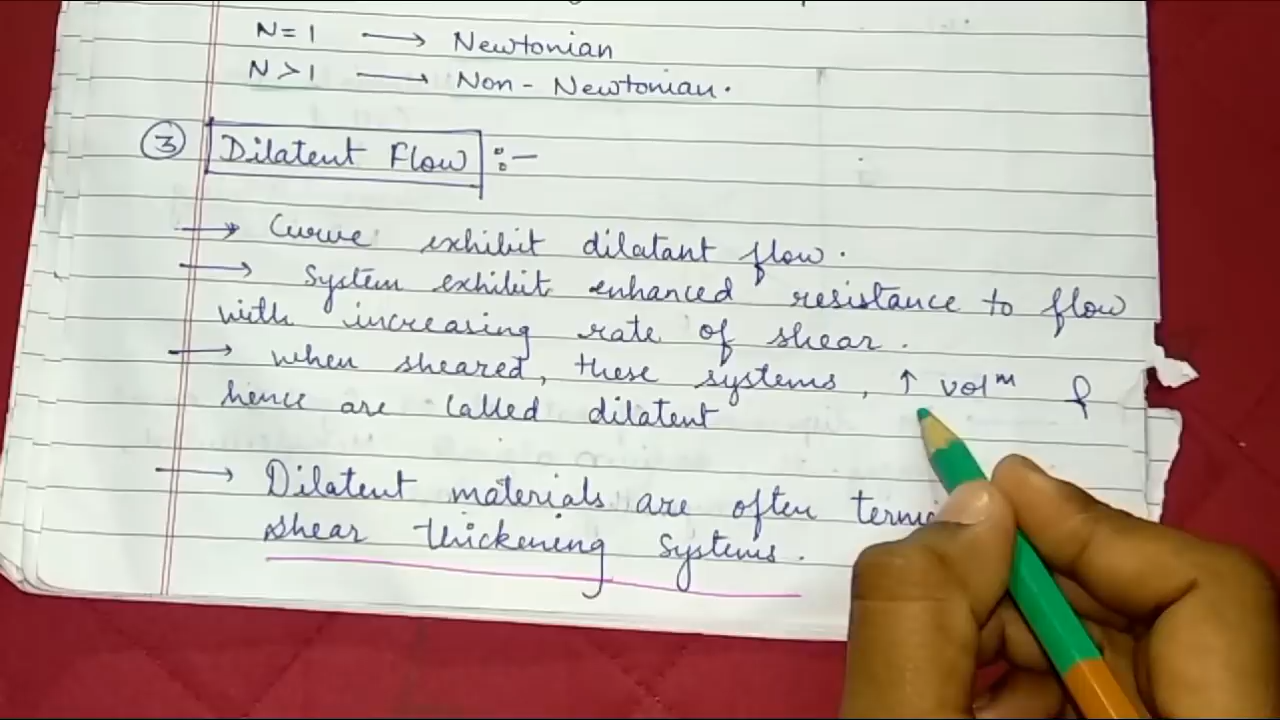 N=1 → Newtonian
N>1 → Non-Newtonian.
③ Dilatent Flow :-
→ Curve exhibit dilatant flow.
→ System exhibit enhanced resistance to flow
with increasing rate of shear.
→ when sheared, these systems, ↑ volm &
hence are called dilatent
→ Dilatent materials are often
shear thickening systems.